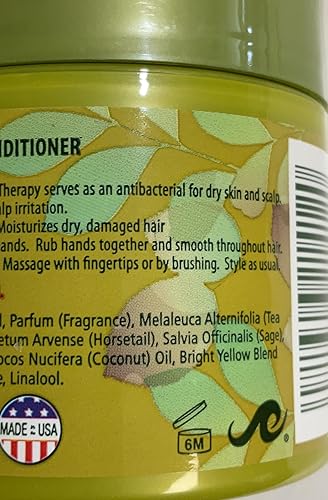 NDITIONER
Therapy serves as an antibacterial for dry skin and scalp,
alp irritation.
Moisturizes dry, damaged hair
ands. Rub hands together and smooth throughout hair.
Massage with fingertips or by brushing. Style as usual.
l, Parfum (Fragrance), Melaleuca Alternifolia (Tea
etum Arvense (Horsetail), Salvia Officinalis (Sage),
ocos Nucifera (Coconut) Oil, Bright Yellow Blend
e, Linalool.
MADE IN USA
6M
®